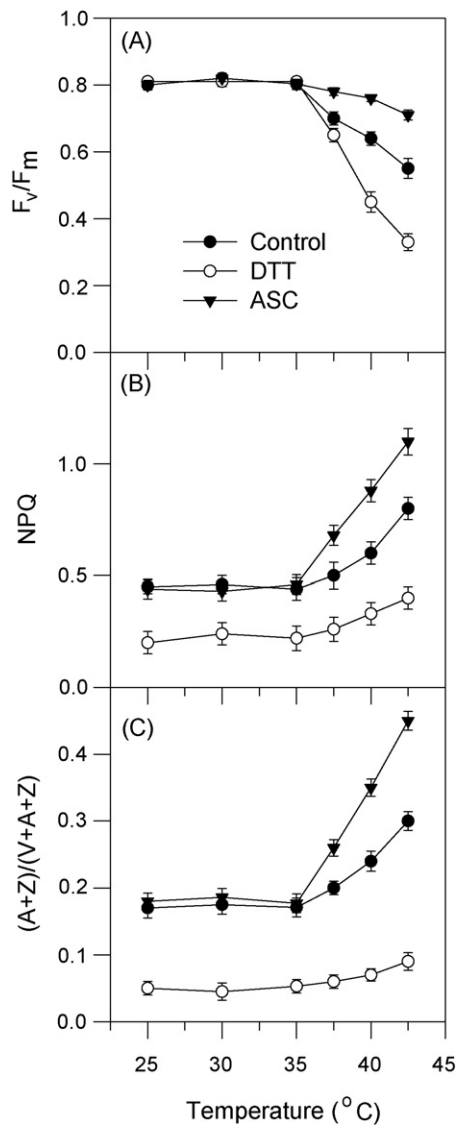 (A)
1.0
0.8
0.6
0.4
0.2
0.0
Fv/Fm
Control
DTT
ASC
(B)
1.0
0.5
0.0
NPQ
(C)
0.4
0.3
0.2
0.1
0.0
(A+Z)/(V+A+Z)
25 30 35 40 45
Temperature (°C)